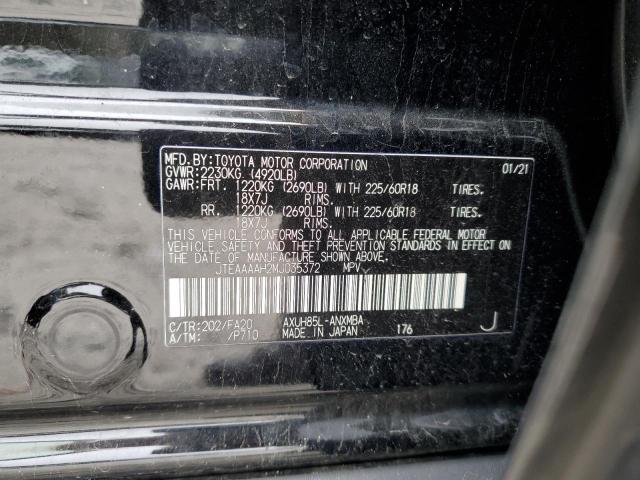 MFD. BY: TOYOTA MOTOR CORPORATION 01/21
GVWR: 2230KG (4920LB)
GAWR: FRT. 1220KG (2690LB) WITH 225/60R18 TIRES.
18X7J RIMS.
RR. 1220KG (2690LB) WITH 225/60R18 TIRES.
18X7J RIMS.
THIS VEHICLE CONFORMS TO ALL APPLICABLE FEDERAL MOTOR
VEHICLE SAFETY AND THEFT PREVENTION STANDARDS IN EFFECT ON
THE DATE OF MANUFACTURE SHOWN ABOVE.
JTEAAAAH2MJ035372 MPV
C/TR: 202/FA20 AXUH85L-ANXMBA
A/TM: /P710 MADE IN JAPAN 176 J